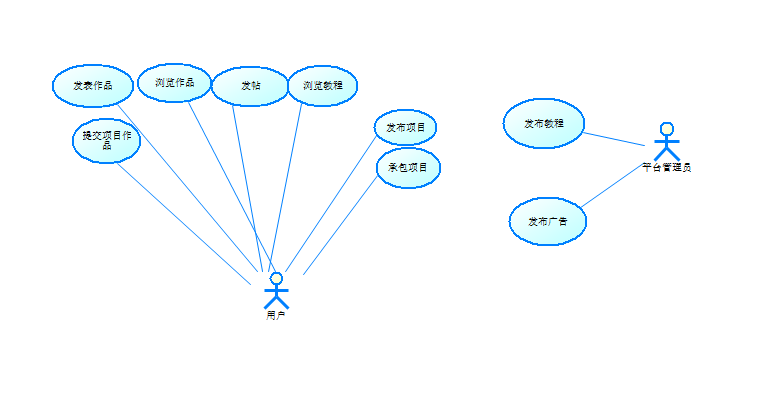 发表作品
浏览作品
发帖
浏览教程
提交项目作
品
发布项目
承包项目
用户
发布教程
平台管理员
发布广告